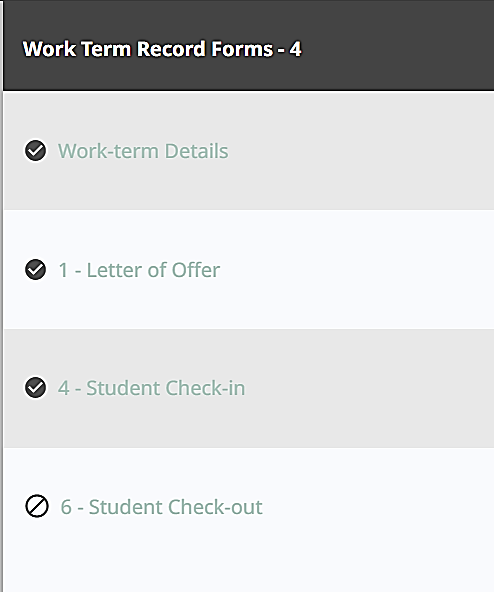 Work Term Record Forms - 4
Work-term Details
1 - Letter of Offer
4 - Student Check-in
6 - Student Check-out